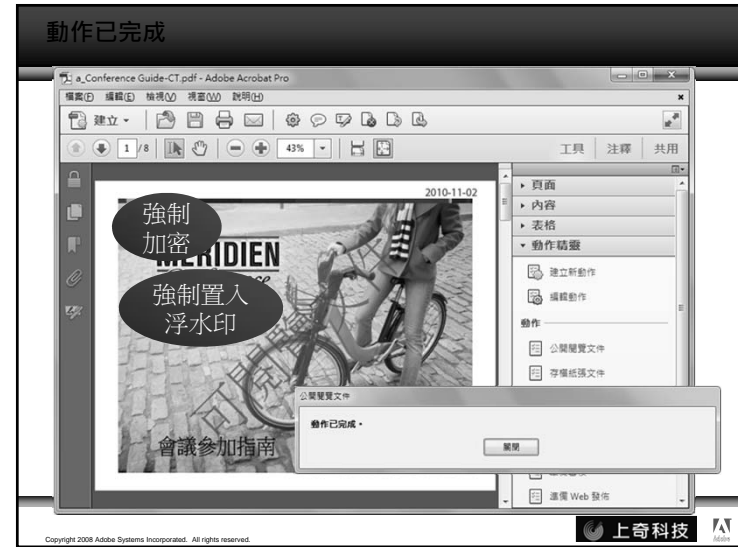 動作已完成
a_Conference Guide-CT.pdf - Adobe Acrobat Pro
檔案(F) 編輯(E) 檢視(V) 視窗(W) 說明(H)
建立
1 / 8
43%
工具 注釋 共用
2010-11-02
強制
加密
MERIDIEN
強制置入
浮水印
會議參加指南
頁面
內容
表格
動作精靈
建立新動作
編輯動作
動作
公開閱覽文件
存檔紙張文件
公開閱覽文件
動作已完成。
關閉
準備 Web 發佈
Copyright 2008 Adobe Systems Incorporated. All rights reserved.
上奇科技
Adobe